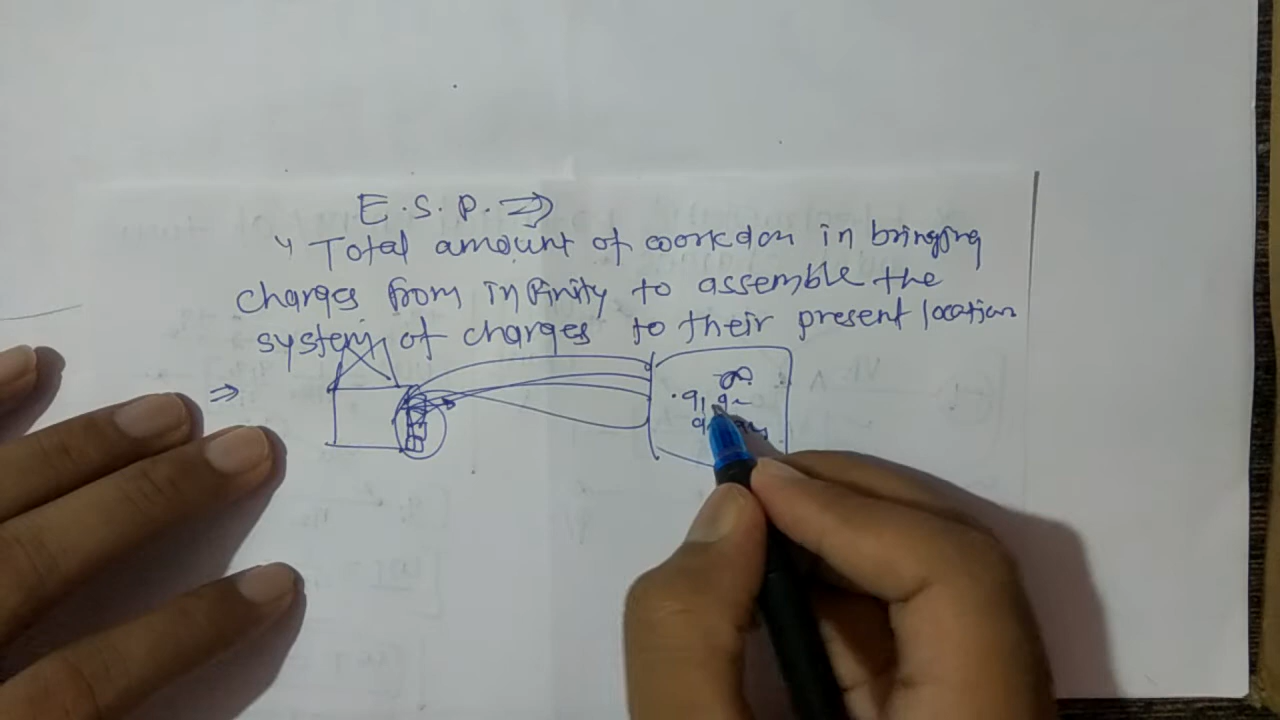 E.S.P. ⇒
" Total amount of workdon in bringing
charges from infinity to assemble the
system of charges to their present location
⇒
∞
q1 q2